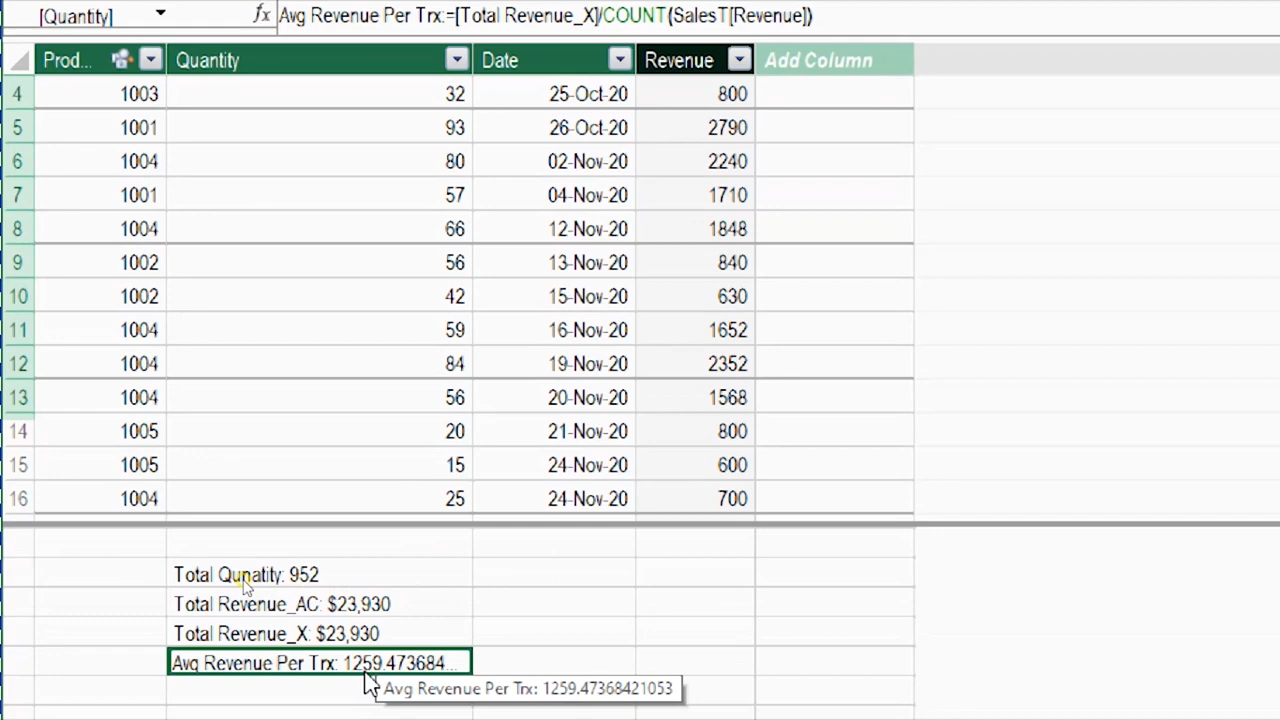 [Quantity] fx Avg Revenue Per Trx:=[Total Revenue_X]/COUNT(SalesT[Revenue])
Prod... Quantity Date Revenue Add Column
4 1003 32 25-Oct-20 800
5 1001 93 26-Oct-20 2790
6 1004 80 02-Nov-20 2240
7 1001 57 04-Nov-20 1710
8 1004 66 12-Nov-20 1848
9 1002 56 13-Nov-20 840
10 1002 42 15-Nov-20 630
11 1004 59 16-Nov-20 1652
12 1004 84 19-Nov-20 2352
13 1004 56 20-Nov-20 1568
14 1005 20 21-Nov-20 800
15 1005 15 24-Nov-20 600
16 1004 25 24-Nov-20 700
Total Qunatity: 952
Total Revenue_AC: $23,930
Total Revenue_X: $23,930
Avg Revenue Per Trx: 1259.473684...
Avg Revenue Per Trx: 1259.47368421053